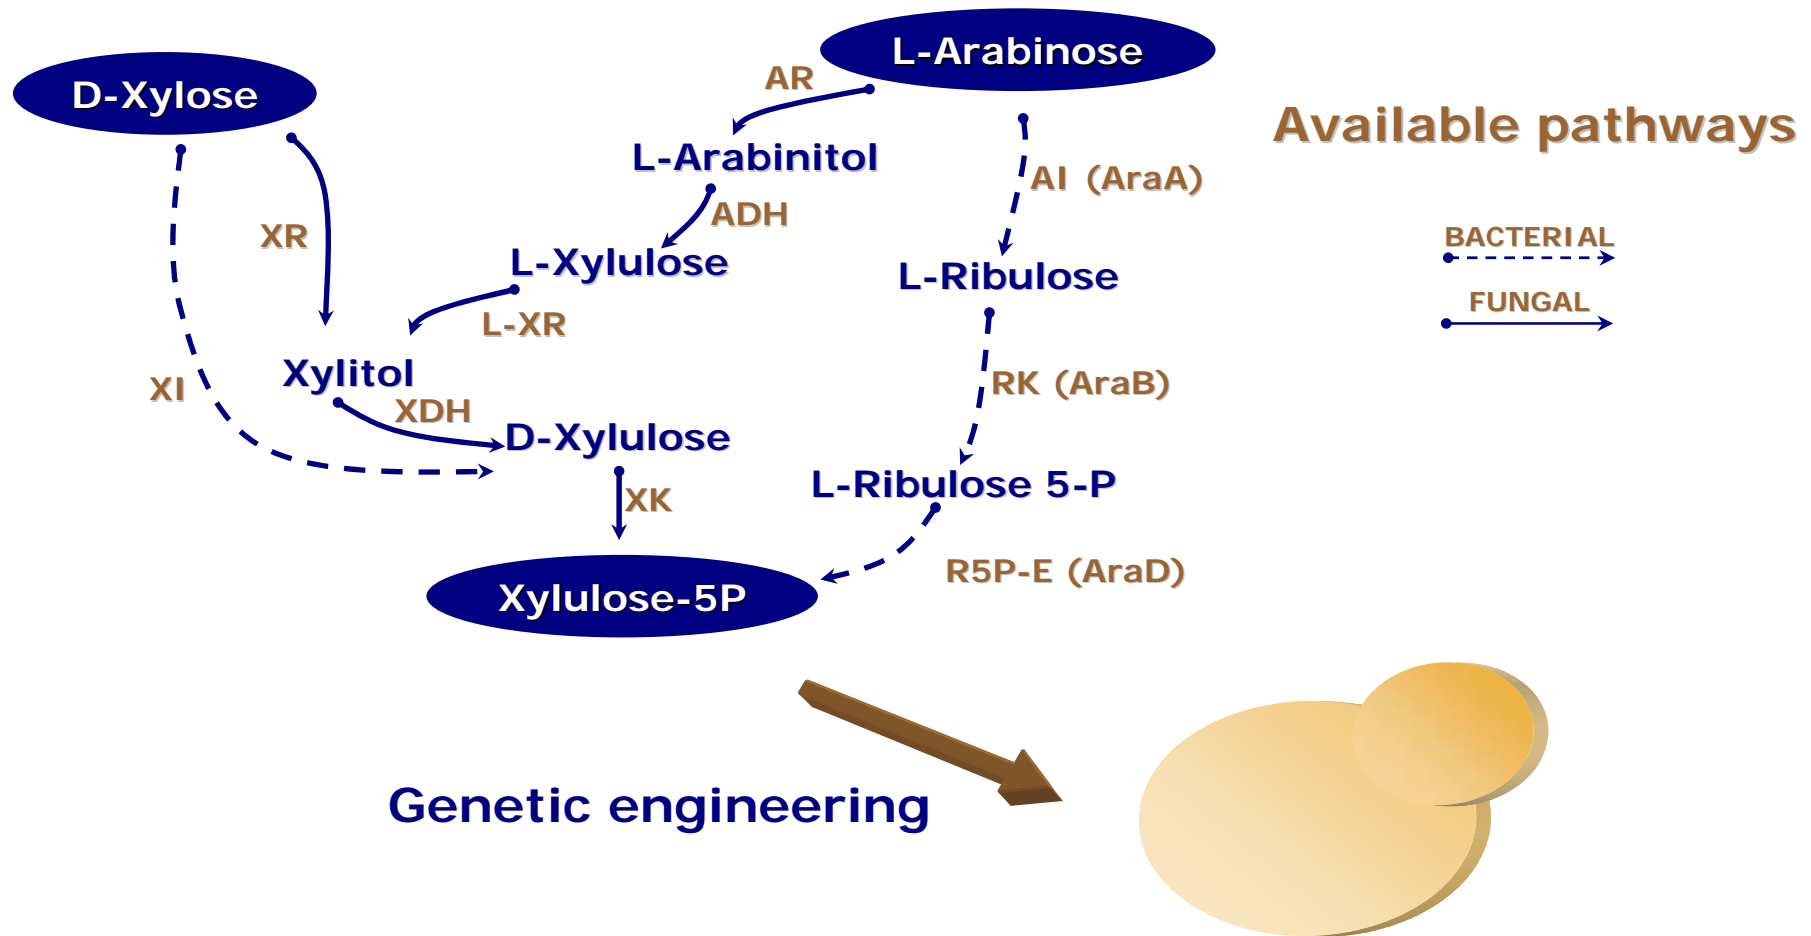 L-Arabinose
D-Xylose
AR
Available pathways
L-Arabinitol
AI (AraA)
ADH
XR
BACTERIAL
L-Xylulose
L-Ribulose
FUNGAL
L-XR
Xylitol
XI
RK (AraB)
XDH
D-Xylulose
L-Ribulose 5-P
XK
R5P-E (AraD)
Xylulose-5P
Genetic engineering